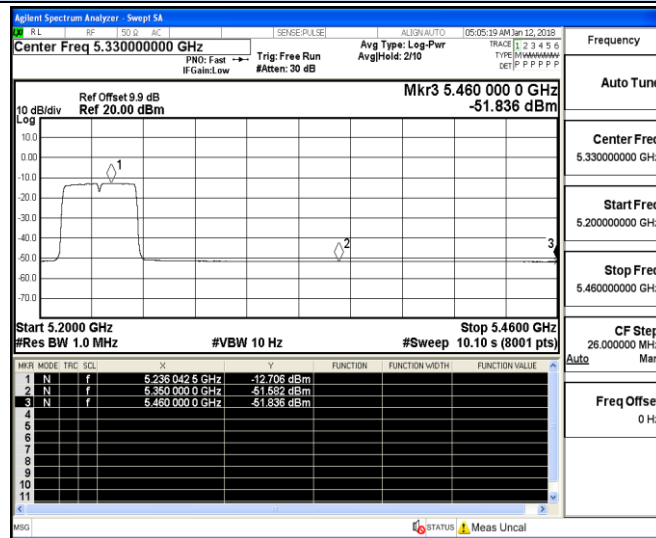 Agilent Spectrum Analyzer - Swept SA
RL RF 50 Ω AC SENSE:PULSE ALIGN AUTO 05:05:19 AM Jan 12, 2018
Center Freq 5.330000000 GHz
PNO: Fast
IFGain:Low
Trig: Free Run
#Atten: 30 dB
Avg Type: Log-Pwr
Avg|Hold: 2/10
TRACE 1 2 3 4 5 6
TYPE MWWWWW
DET P P P P P P
Ref Offset 9.9 dB
10 dB/div Ref 20.00 dBm
Log
Mkr3 5.460 000 0 GHz
-51.836 dBm
10.0
0.00
-10.0
-20.0
-30.0
-40.0
-50.0
-60.0
-70.0
1
2
3
Start 5.2000 GHz Stop 5.4600 GHz
#Res BW 1.0 MHz #VBW 10 Hz #Sweep 10.10 s (8001 pts)
MKR MODE TRC SCL X Y FUNCTION FUNCTION WIDTH FUNCTION VALUE
1 N f 5.236 042 5 GHz -12.706 dBm
2 N f 5.350 000 0 GHz -51.582 dBm
3 N f 5.460 000 0 GHz -51.836 dBm
4
5
6
7
8
9
10
11
MSG STATUS Meas Uncal
Frequency
Auto Tune
Center Freq
5.330000000 GHz
Start Freq
5.200000000 GHz
Stop Freq
5.460000000 GHz
CF Step
26.000000 MHz
Auto Man
Freq Offset
0 Hz